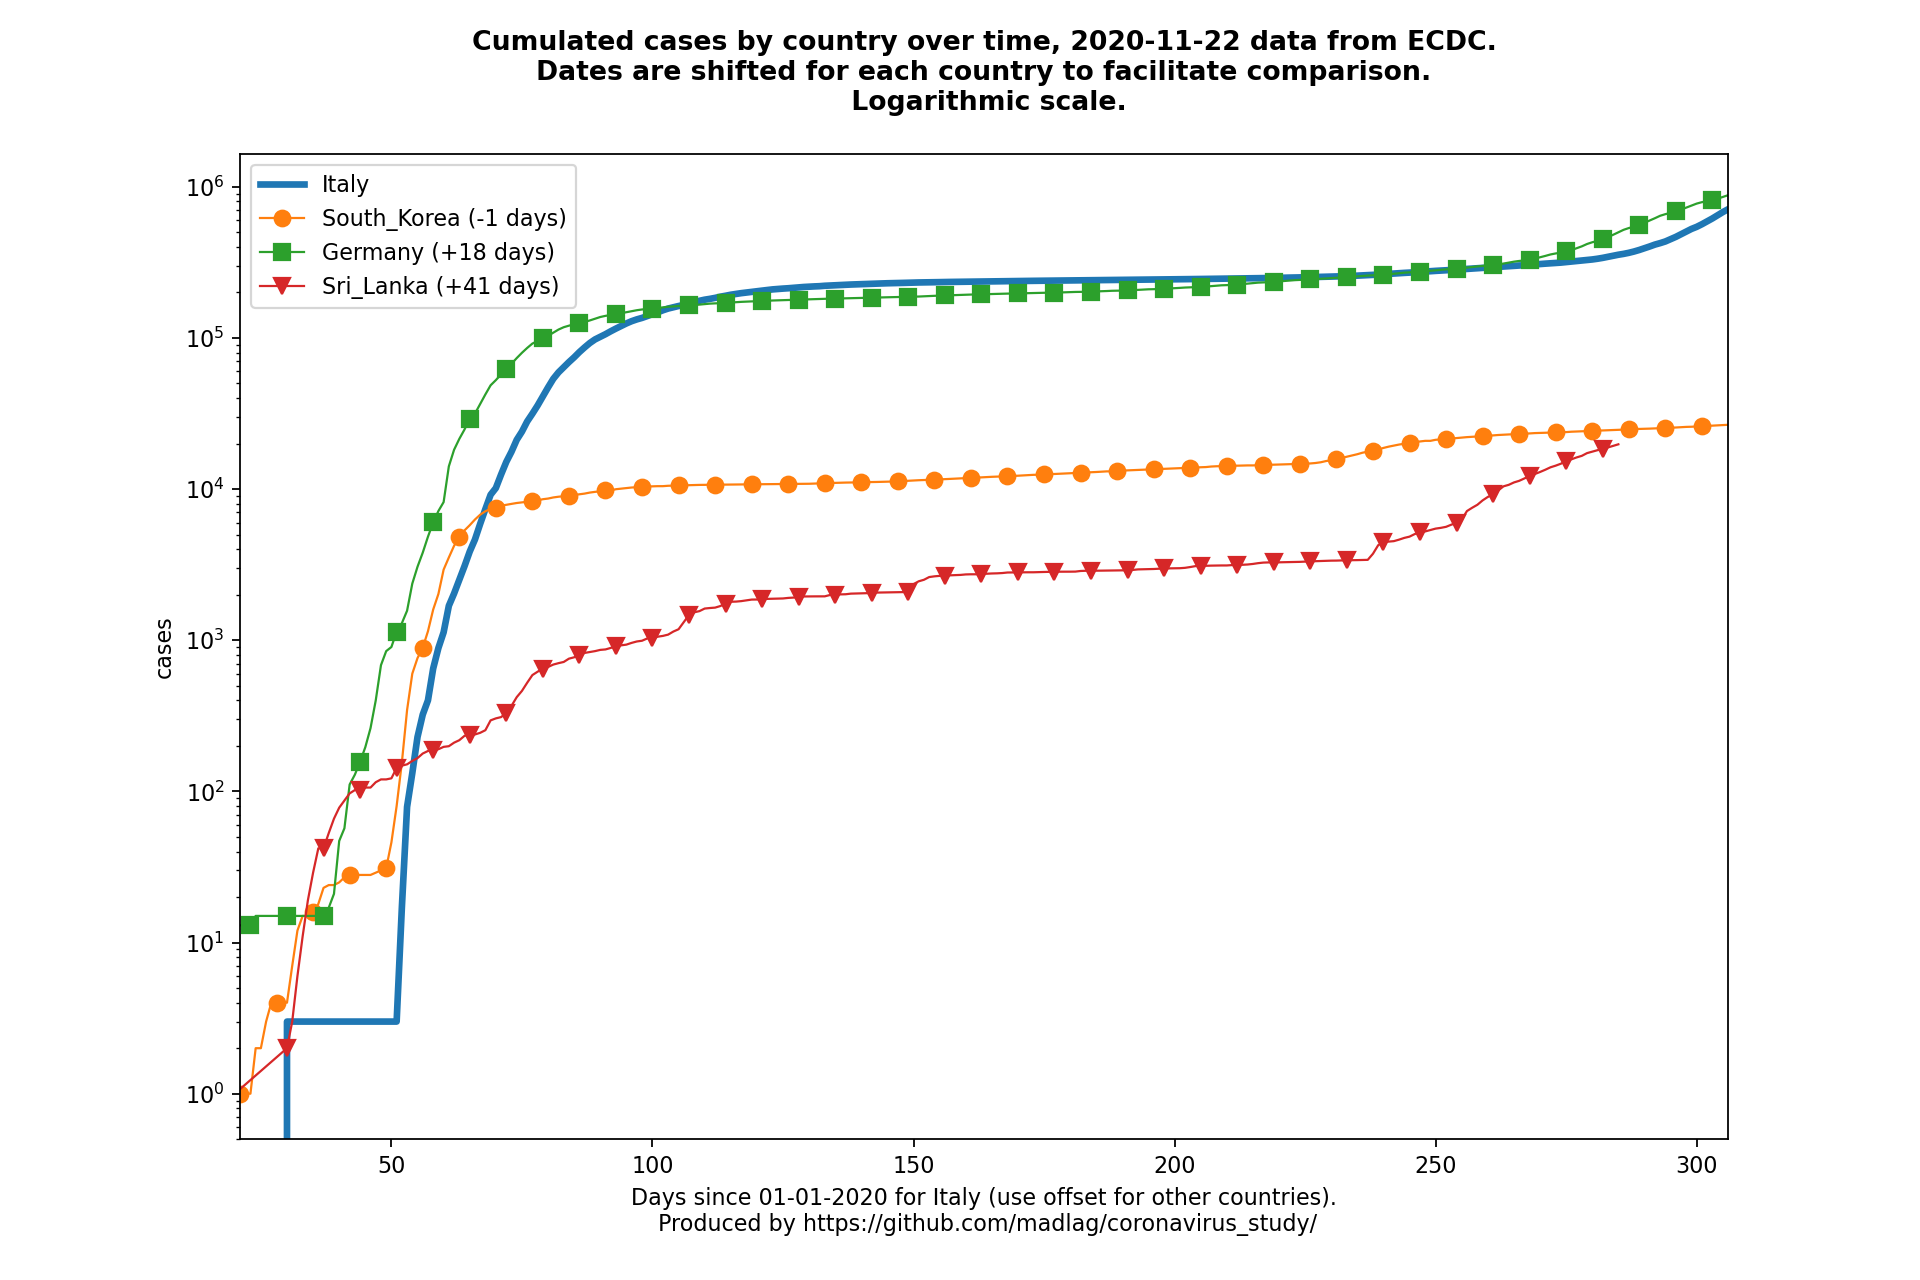 Cumulated cases by country over time, 2020-11-22 data from ECDC.
Dates are shifted for each country to facilitate comparison.
Logarithmic scale.
Italy
South_Korea (-1 days)
Germany (+18 days)
Sri_Lanka (+41 days)
10^6
10^5
10^4
10^3
10^2
10^1
10^0
cases
50 100 150 200 250 300
Days since 01-01-2020 for Italy (use offset for other countries).
Produced by https://github.com/madlag/coronavirus_study/